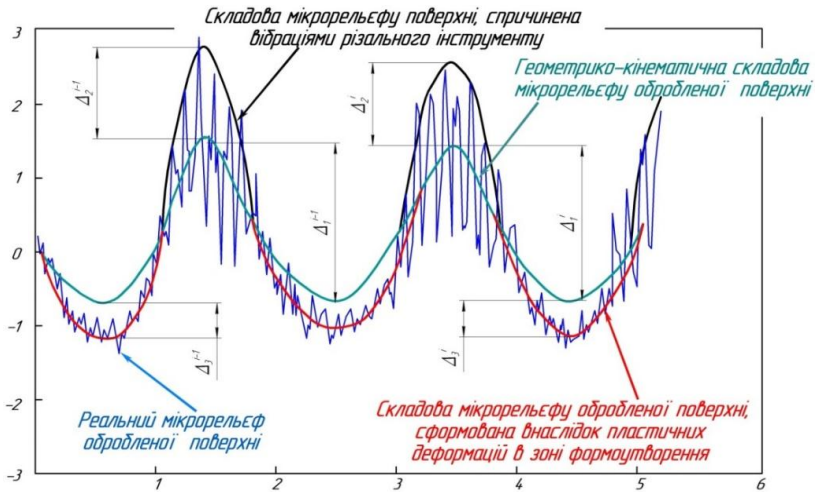 Складова мікрорельєфу поверхні, спричинена
вібраціями різального інструменту
Геометрико-кінематична складова
мікрорельєфу обробленої поверхні
3
2
1
0
-1
-2
-3
Δ₂ⁱ⁻¹
Δ₁ⁱ⁻¹
Δ₃ⁱ⁻¹
Δ₂ⁱ
Δ₁ⁱ
Δ₃ⁱ
Реальний мікрорельєф
обробленої поверхні
Складова мікрорельєфу обробленої поверхні,
сформована внаслідок пластичних
деформацій в зоні формоутворення
1
2
3
4
5
6